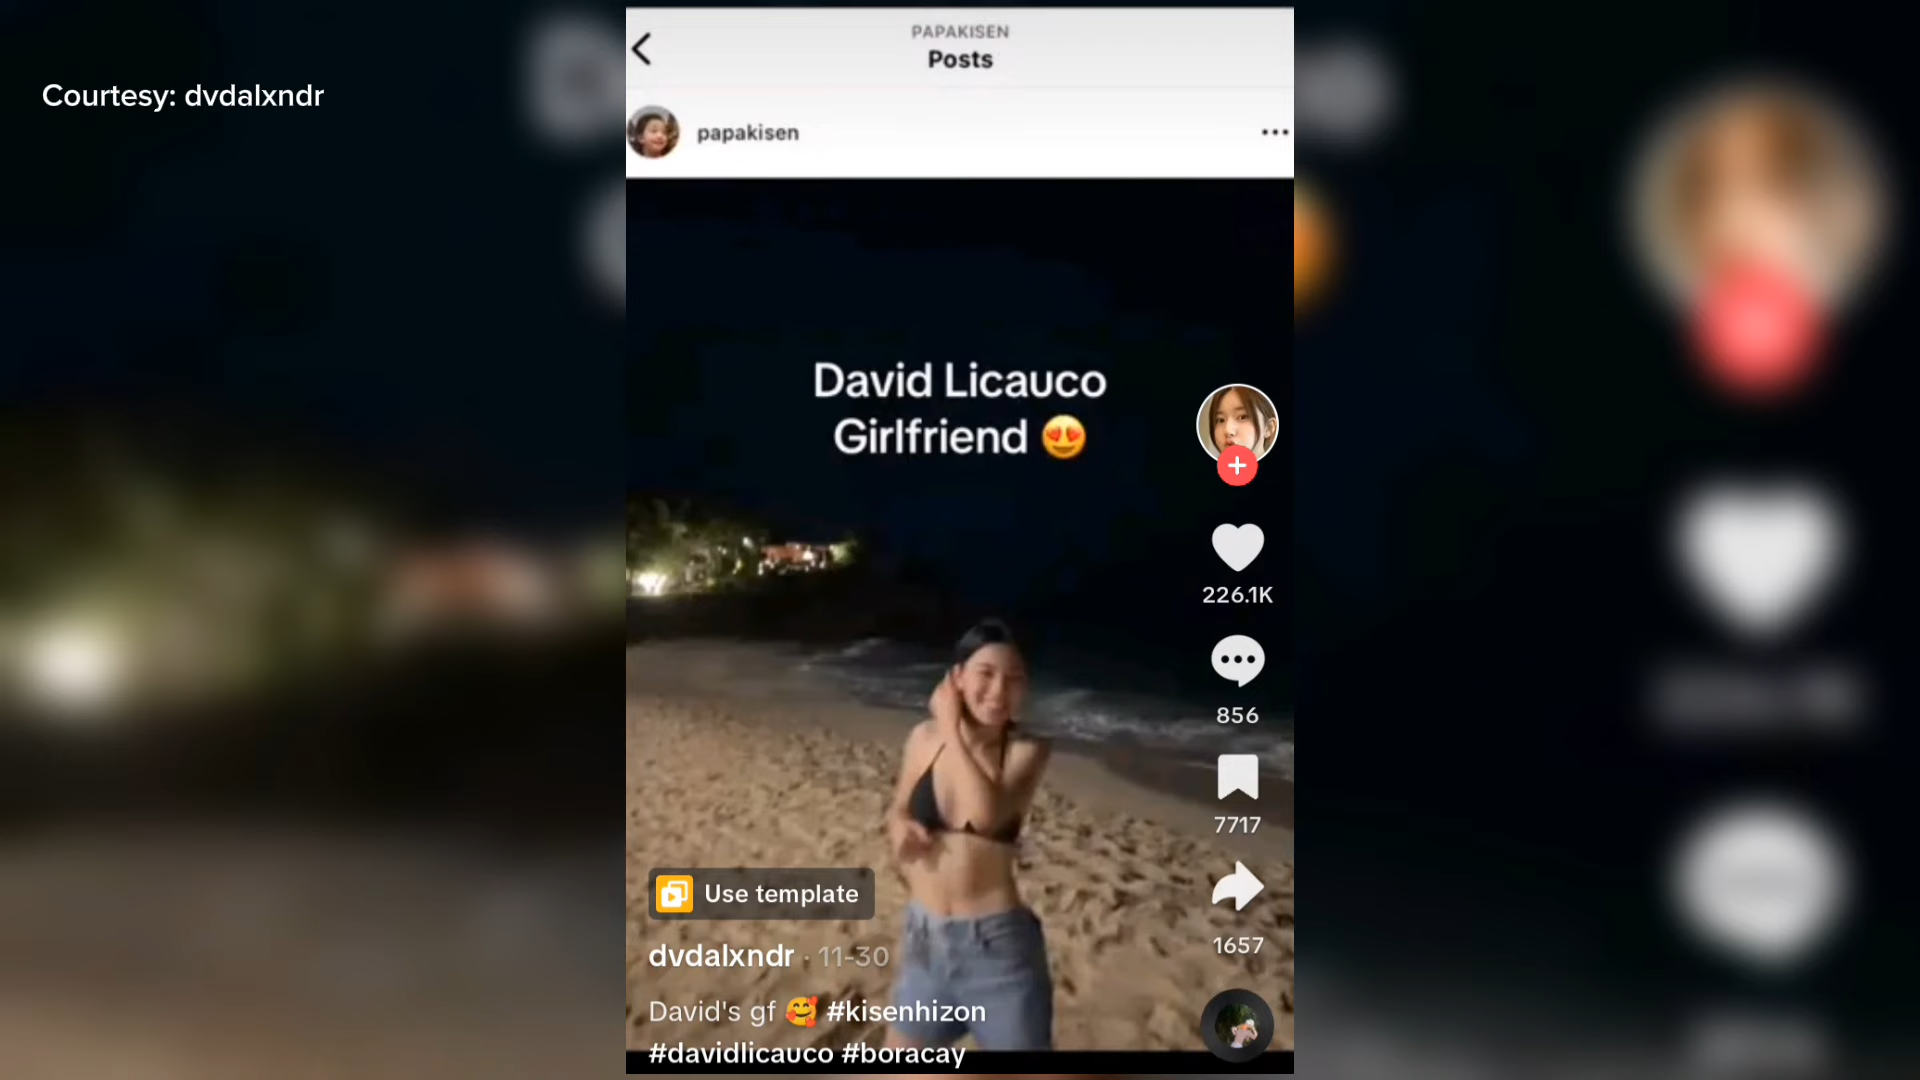 Courtesy: dvdalxndr
PAPAKISEN
Posts
papakisen
David Licauco
Girlfriend 😍
226.1K
856
7717
1657
Use template
dvdalxndr · 11-30
David's gf 🥰 #kisenhizon
#davidlicauco #boracay